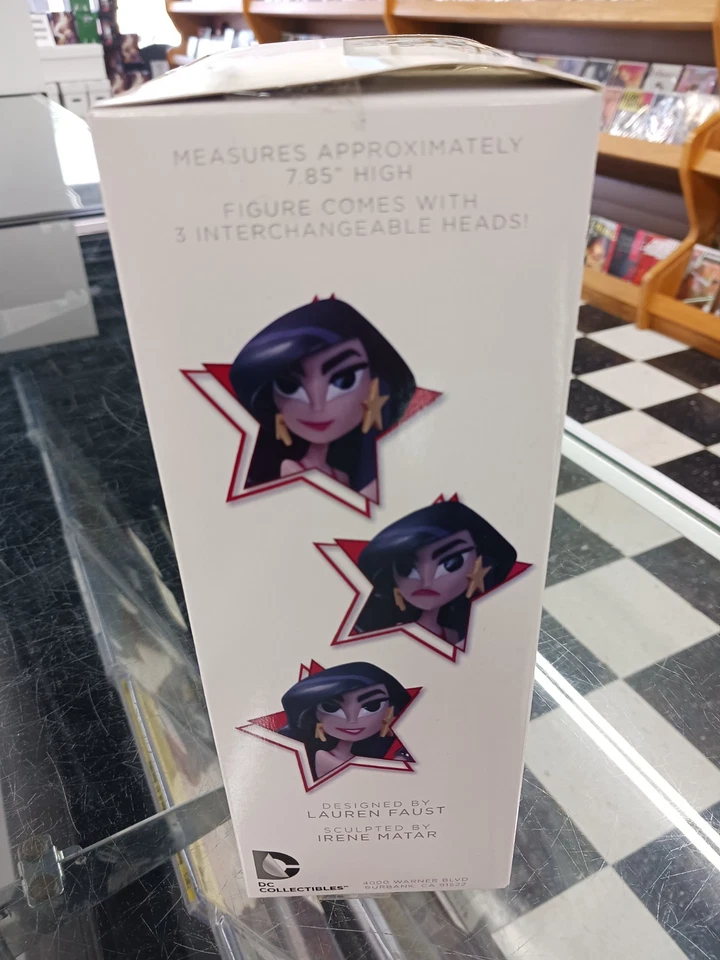 MEASURES APPROXIMATELY
7.85" HIGH
FIGURE COMES WITH
3 INTERCHANGEABLE HEADS!
DESIGNED BY
LAUREN FAUST
SCULPTED BY
IRENE MATAR
DC
COLLECTIBLES™
4000 WARNER BLVD
BURBANK, CA 91522